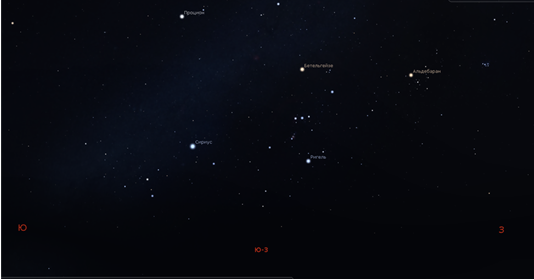 Процион
Бетельгейзе
Альдебаран
Сириус
Ригель
Ю
З
Ю-З